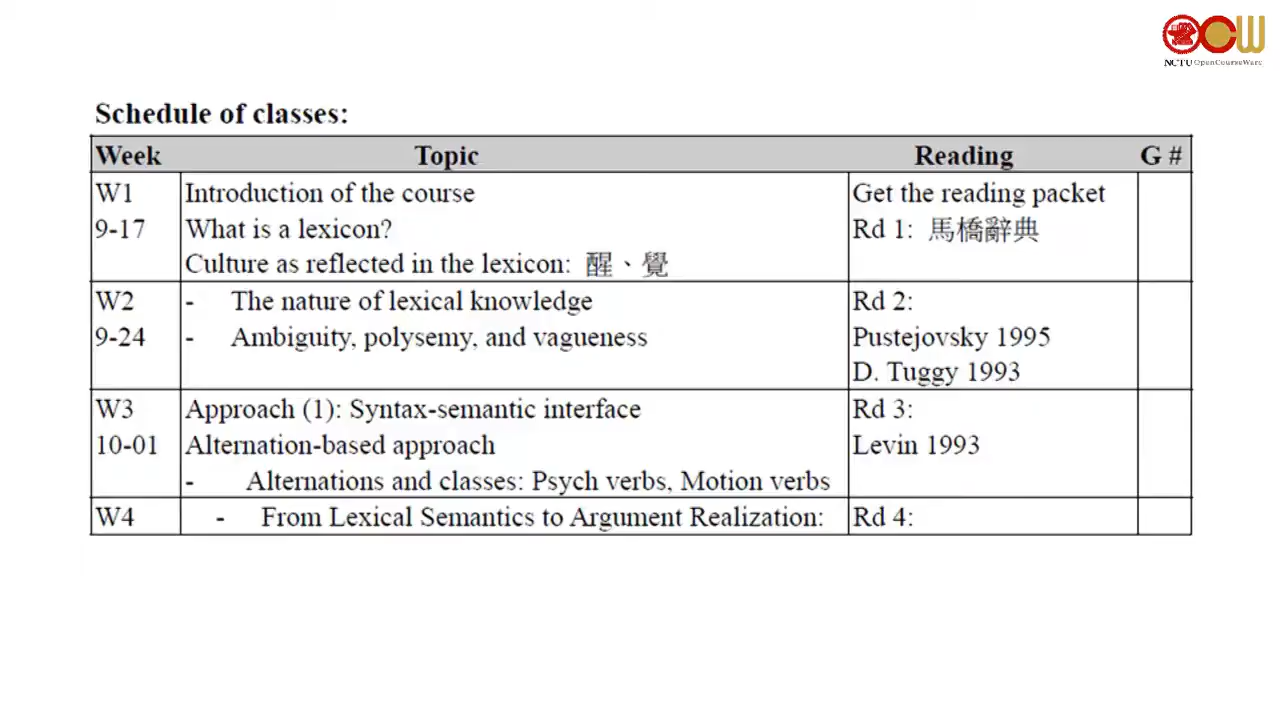 NCTU OpenCourseWare
Schedule of classes:
Week Topic Reading G #
W1 Introduction of the course Get the reading packet
9-17 What is a lexicon? Rd 1: 馬橋辭典
Culture as reflected in the lexicon: 醒、覺
W2 - The nature of lexical knowledge Rd 2:
9-24 - Ambiguity, polysemy, and vagueness Pustejovsky 1995
D. Tuggy 1993
W3 Approach (1): Syntax-semantic interface Rd 3:
10-01 Alternation-based approach Levin 1993
- Alternations and classes: Psych verbs, Motion verbs
W4 - From Lexical Semantics to Argument Realization: Rd 4: